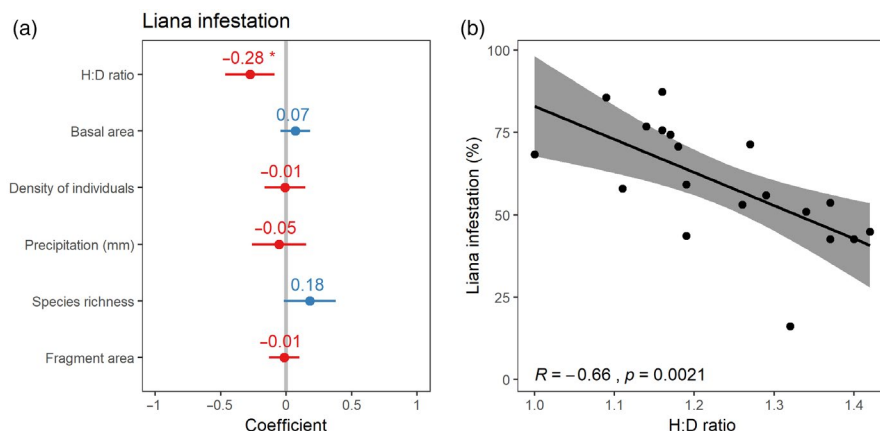 (a)
Liana infestation
H:D ratio
Basal area
Density of individuals
Precipitation (mm)
Species richness
Fragment area
−0.28 *
0.07
−0.01
−0.05
0.18
−0.01
−1
−0.5
0
0.5
1
Coefficient
(b)
Liana infestation (%)
100
75
50
25
0
R = −0.66 , p = 0.0021
1.0
1.1
1.2
1.3
1.4
H:D ratio